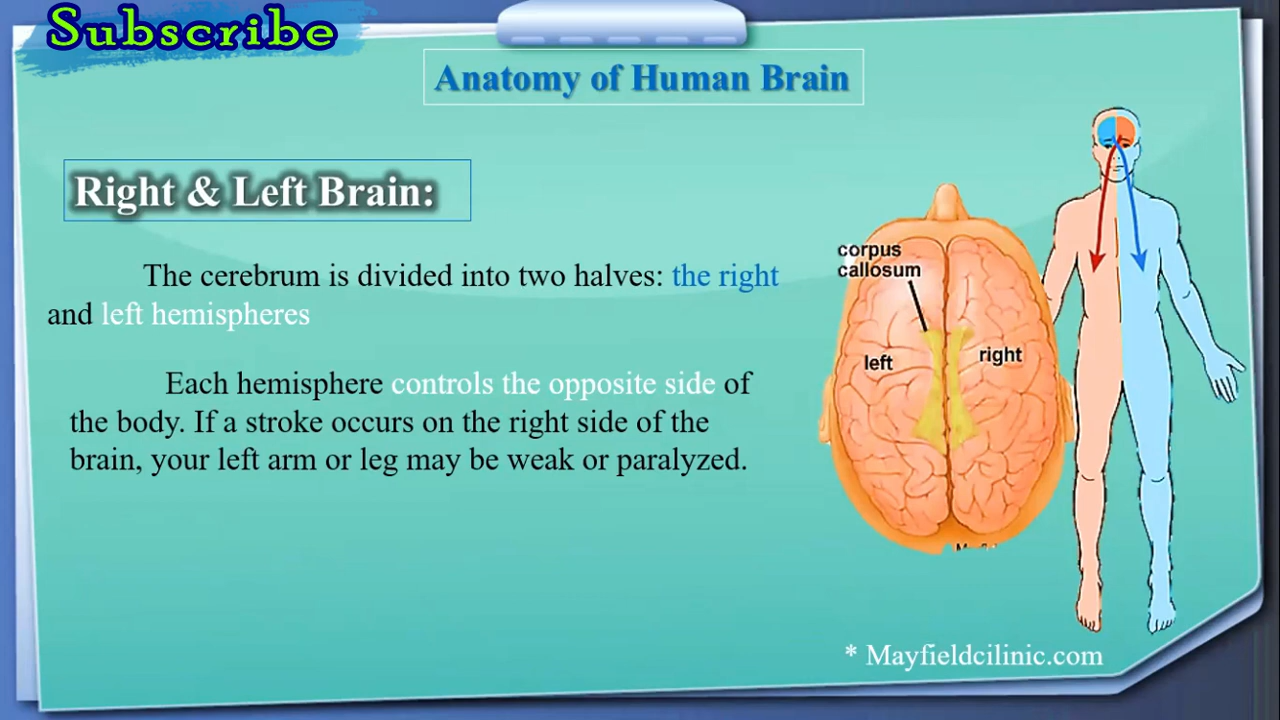 Subscribe
Anatomy of Human Brain
Right & Left Brain:
The cerebrum is divided into two halves: the right
and left hemispheres
Each hemisphere controls the opposite side of
the body. If a stroke occurs on the right side of the
brain, your left arm or leg may be weak or paralyzed.
corpus
callosum
left
right
* Mayfieldcilinic.com